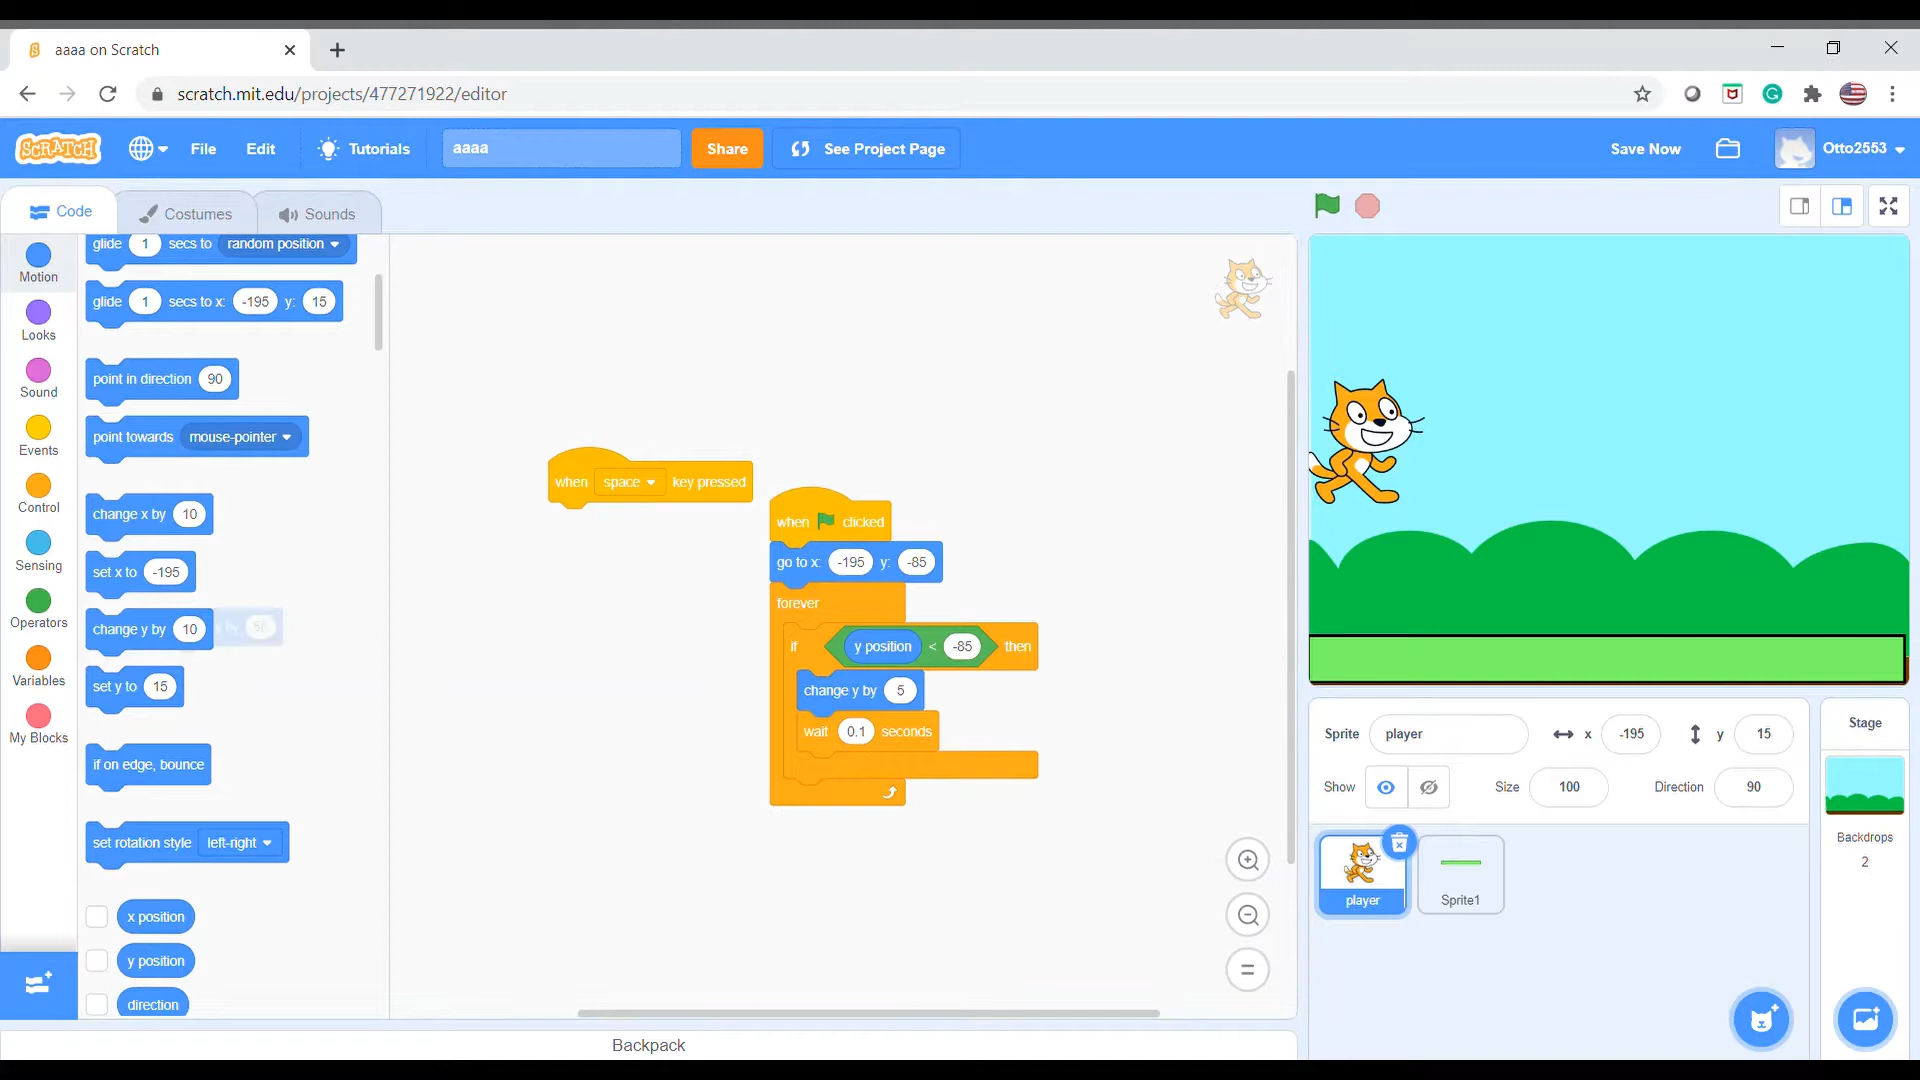 aaaa on Scratch
scratch.mit.edu/projects/477271922/editor
SCRATCH File Edit Tutorials aaaa Share See Project Page Save Now Otto2553
Code Costumes Sounds
Motion
Looks
Sound
Events
Control
Sensing
Operators
Variables
My Blocks
glide 1 secs to random position
glide 1 secs to x: -195 y: 15
point in direction 90
point towards mouse-pointer
change x by 10
set x to -195
change y by 10
set y to 15
if on edge, bounce
set rotation style left-right
x position
y position
direction
when space key pressed
when clicked
go to x: -195 y: -85
forever
if y position < -85 then
change y by 5
wait 0.1 seconds
Backpack
Sprite player x -195 y 15
Show Size 100 Direction 90
player
Sprite1
Stage
Backdrops
2